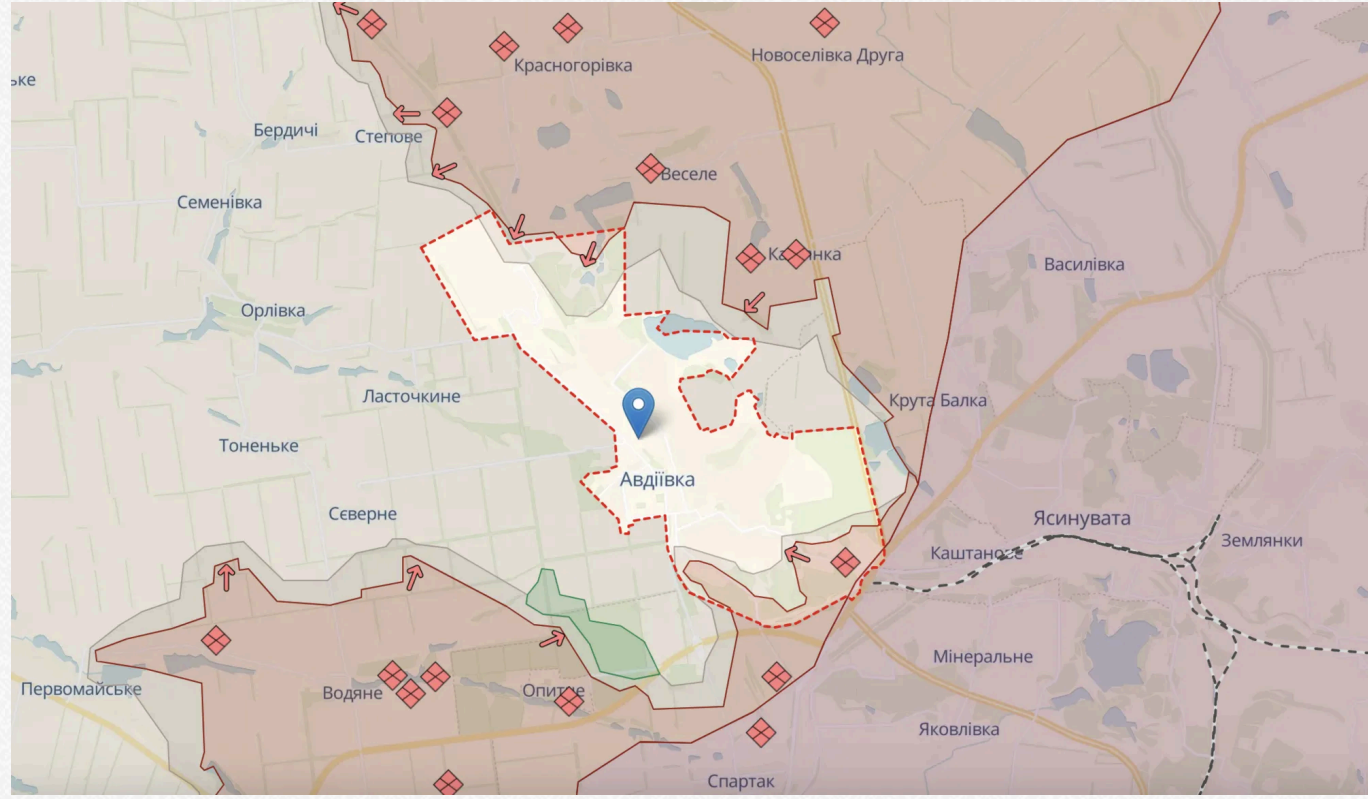 Новоселівка Друга
Красногорівка
ьке
Бердичі
Степове
Веселе
Семенівка
Василівка
Орлівка
Ласточкине
Крута Балка
Тоненьке
Авдіївка
Сєверне
Ясинувата
Землянки
Мінеральне
Первомайське
Водяне
Яковлівка
Спартак